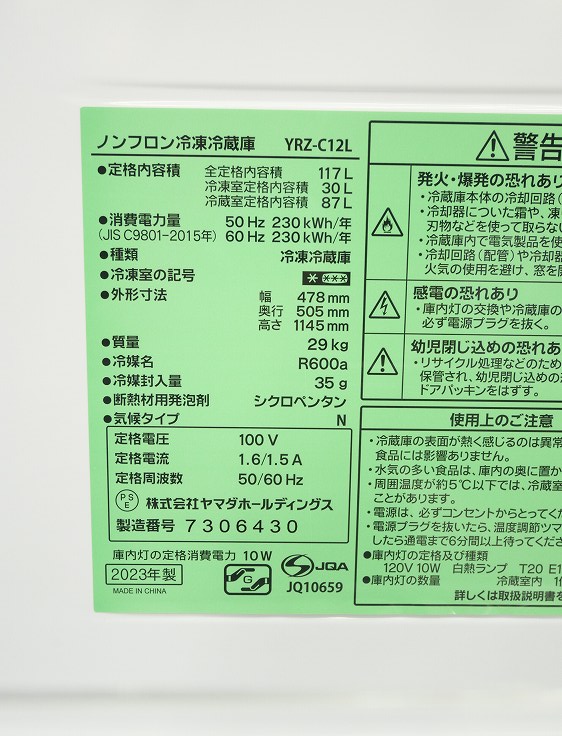 ノンフロン冷凍冷蔵庫 YRZ-C12L
●定格内容積 全定格内容積 117 L
冷凍室定格内容積 30 L
冷蔵室定格内容積 87 L
●消費電力量 50 Hz 230 kWh/年
(JIS C9801-2015年) 60 Hz 230 kWh/年
●種類 冷凍冷蔵庫
●冷凍室の記号
●外形寸法 幅 478 mm
奥行 505 mm
高さ 1145 mm
●質量 29 kg
●冷媒名 R600a
●冷媒封入量 35 g
●断熱材用発泡剤 シクロペンタン
●気候タイプ N
定格電圧 100 V
定格電流 1.6/1.5 A
定格周波数 50/60 Hz
PSE 株式会社ヤマダホールディングス
製造番号 7306430
庫内灯の定格消費電力 10W
2023年製
MADE IN CHINA
G
JQA
JQ10659
警告
発火・爆発の恐れあり
・冷蔵庫本体の冷却回路(
・冷却器についた霜や、凍
刃物などを使って取らない
・冷蔵庫内で電気製品を使
・冷却回路(配管)や冷却器
火気の使用を避け、窓を
感電の恐れあり
・庫内灯の交換や冷蔵庫の
必ず電源プラグを抜く。
幼児閉じ込めの恐れあ
・リサイクル処理などのため
保管され、幼児閉じ込めの
ドアパッキンをはずす。
使用上のご注意
・冷蔵庫の表面が熱く感じるのは異常
食品には影響ありません。
・水気の多い食品は、庫内の奥に置か
・周囲温度が約5℃以下では、冷蔵室
ことがあります。
・電源は、必ずコンセントからとってくだ
・電源プラグを抜いたら、温度調節ツマ
したら通電まで6分間以上待ってくださ
●庫内灯の定格及び種類
120V 10W 白熱ランプ T20 E1
●庫内灯の数量 冷蔵室内 1
詳しくは取扱説明書を